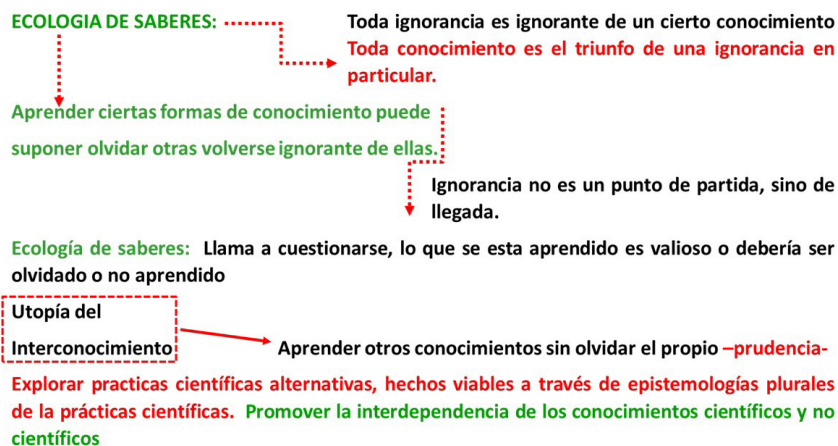 ECOLOGIA DE SABERES:
Toda ignorancia es ignorante de un cierto conocimiento
Toda conocimiento es el triunfo de una ignorancia en
particular.
Aprender ciertas formas de conocimiento puede
suponer olvidar otras volverse ignorante de ellas.
Ignorancia no es un punto de partida, sino de
llegada.
Ecología de saberes: Llama a cuestionarse, lo que se esta aprendido es valioso o debería ser
olvidado o no aprendido
Utopía del
Interconocimiento
Aprender otros conocimientos sin olvidar el propio –prudencia-
Explorar practicas científicas alternativas, hechos viables a través de epistemologías plurales
de la prácticas científicas. Promover la interdependencia de los conocimientos científicos y no
científicos